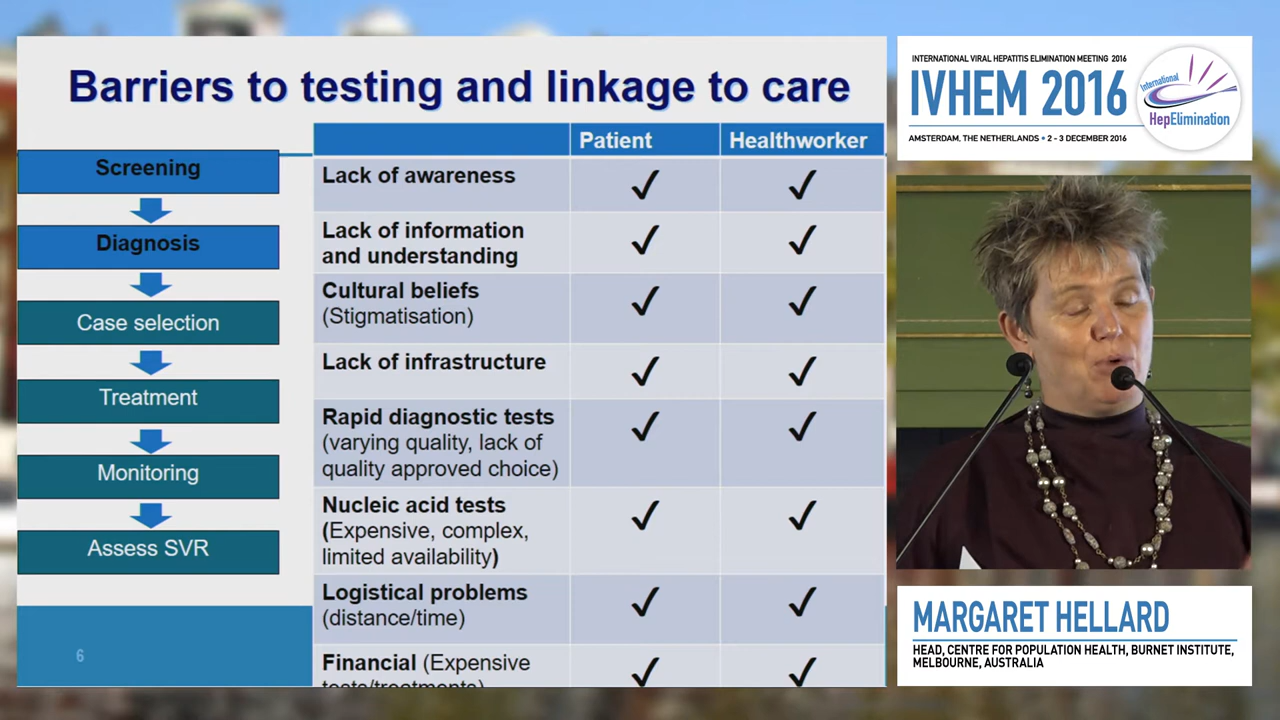 Barriers to testing and linkage to care
Screening
Diagnosis
Case selection
Treatment
Monitoring
Assess SVR
6
Patient Healthworker
Lack of awareness ✓ ✓
Lack of information ✓ ✓
and understanding
Cultural beliefs ✓ ✓
(Stigmatisation)
Lack of infrastructure ✓ ✓
Rapid diagnostic tests ✓ ✓
(varying quality, lack of
quality approved choice)
Nucleic acid tests ✓ ✓
(Expensive, complex,
limited availability)
Logistical problems ✓ ✓
(distance/time)
Financial (Expensive ✓ ✓
tests/treatments)
INTERNATIONAL VIRAL HEPATITIS ELIMINATION MEETING 2016
IVHEM 2016
AMSTERDAM, THE NETHERLANDS • 2 - 3 DECEMBER 2016
International
HepElimination
MARGARET HELLARD
HEAD, CENTRE FOR POPULATION HEALTH, BURNET INSTITUTE,
MELBOURNE, AUSTRALIA